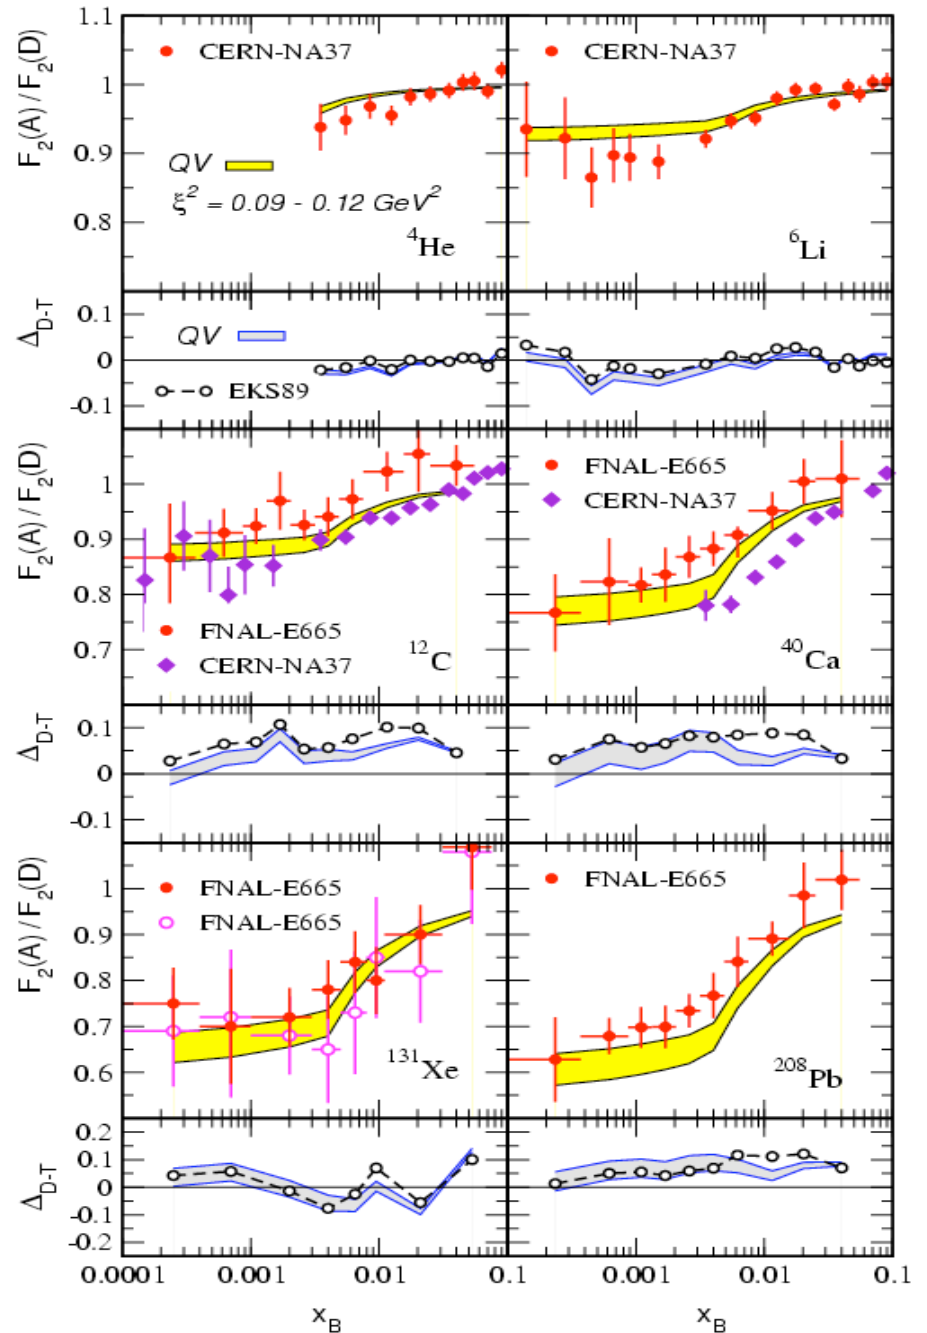 1.1
1
0.9
0.8
F₂(A) / F₂(D)
CERN-NA37
QV
ξ² = 0.09 - 0.12 GeV²
⁴He
CERN-NA37
⁶Li
0.1
0
-0.1
Δ_D-T
QV
EKS89
1
0.9
0.8
0.7
F₂(A) / F₂(D)
FNAL-E665
CERN-NA37
¹²C
FNAL-E665
CERN-NA37
⁴⁰Ca
0.1
0
-0.1
Δ_D-T
1
0.9
0.8
0.7
0.6
F₂(A) / F₂(D)
FNAL-E665
FNAL-E665
¹³¹Xe
FNAL-E665
²⁰⁸Pb
0.2
0.1
0
-0.1
-0.2
Δ_D-T
0.0001 0.001 0.01 0.1 0.001 0.01 0.1
x_B x_B